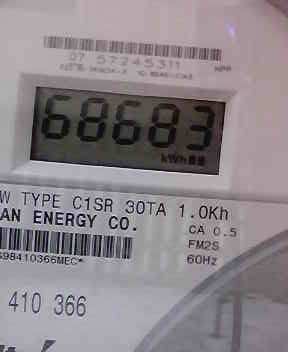 07 57245311
68683
kWh
W TYPE C1SR 30TA 1.0Kh
AN ENERGY CO.
CA 0.5
FM2S
60Hz
98410366MEC*
410 366